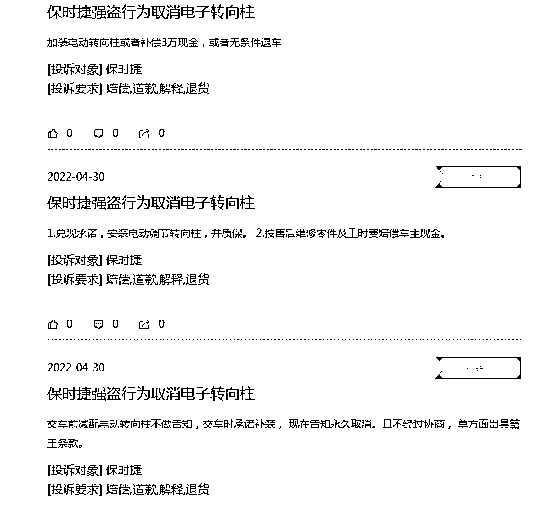 保时捷强盗行为取消电子转向柱
加装电动转向柱或者补偿3万现金，或者无条件退车
[投诉对象] 保时捷
[投诉要求] 赔偿,道歉,解释,退货
0 0 0
2022-04-30
保时捷强盗行为取消电子转向柱
1.兑现承诺，安装电动调节转向柱，并质保。 2.按售后维修零件及工时费赔偿车主现金。
[投诉对象] 保时捷
[投诉要求] 赔偿,道歉,解释,退货
0 0 0
2022-04-30
保时捷强盗行为取消电子转向柱
交车前减配电动转向柱不做告知，交车时承诺补装，现在告知永久取消。且不经过协商，单方面出具霸
王条款。
[投诉对象] 保时捷
[投诉要求] 赔偿,道歉,解释,退货